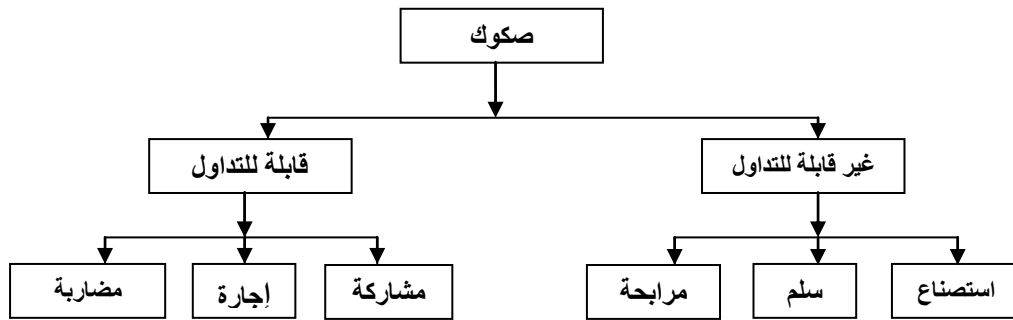 صكوك
غير قابلة للتداول
قابلة للتداول
استصناع
سلم
مرابحة
مشاركة
إجارة
مضاربة